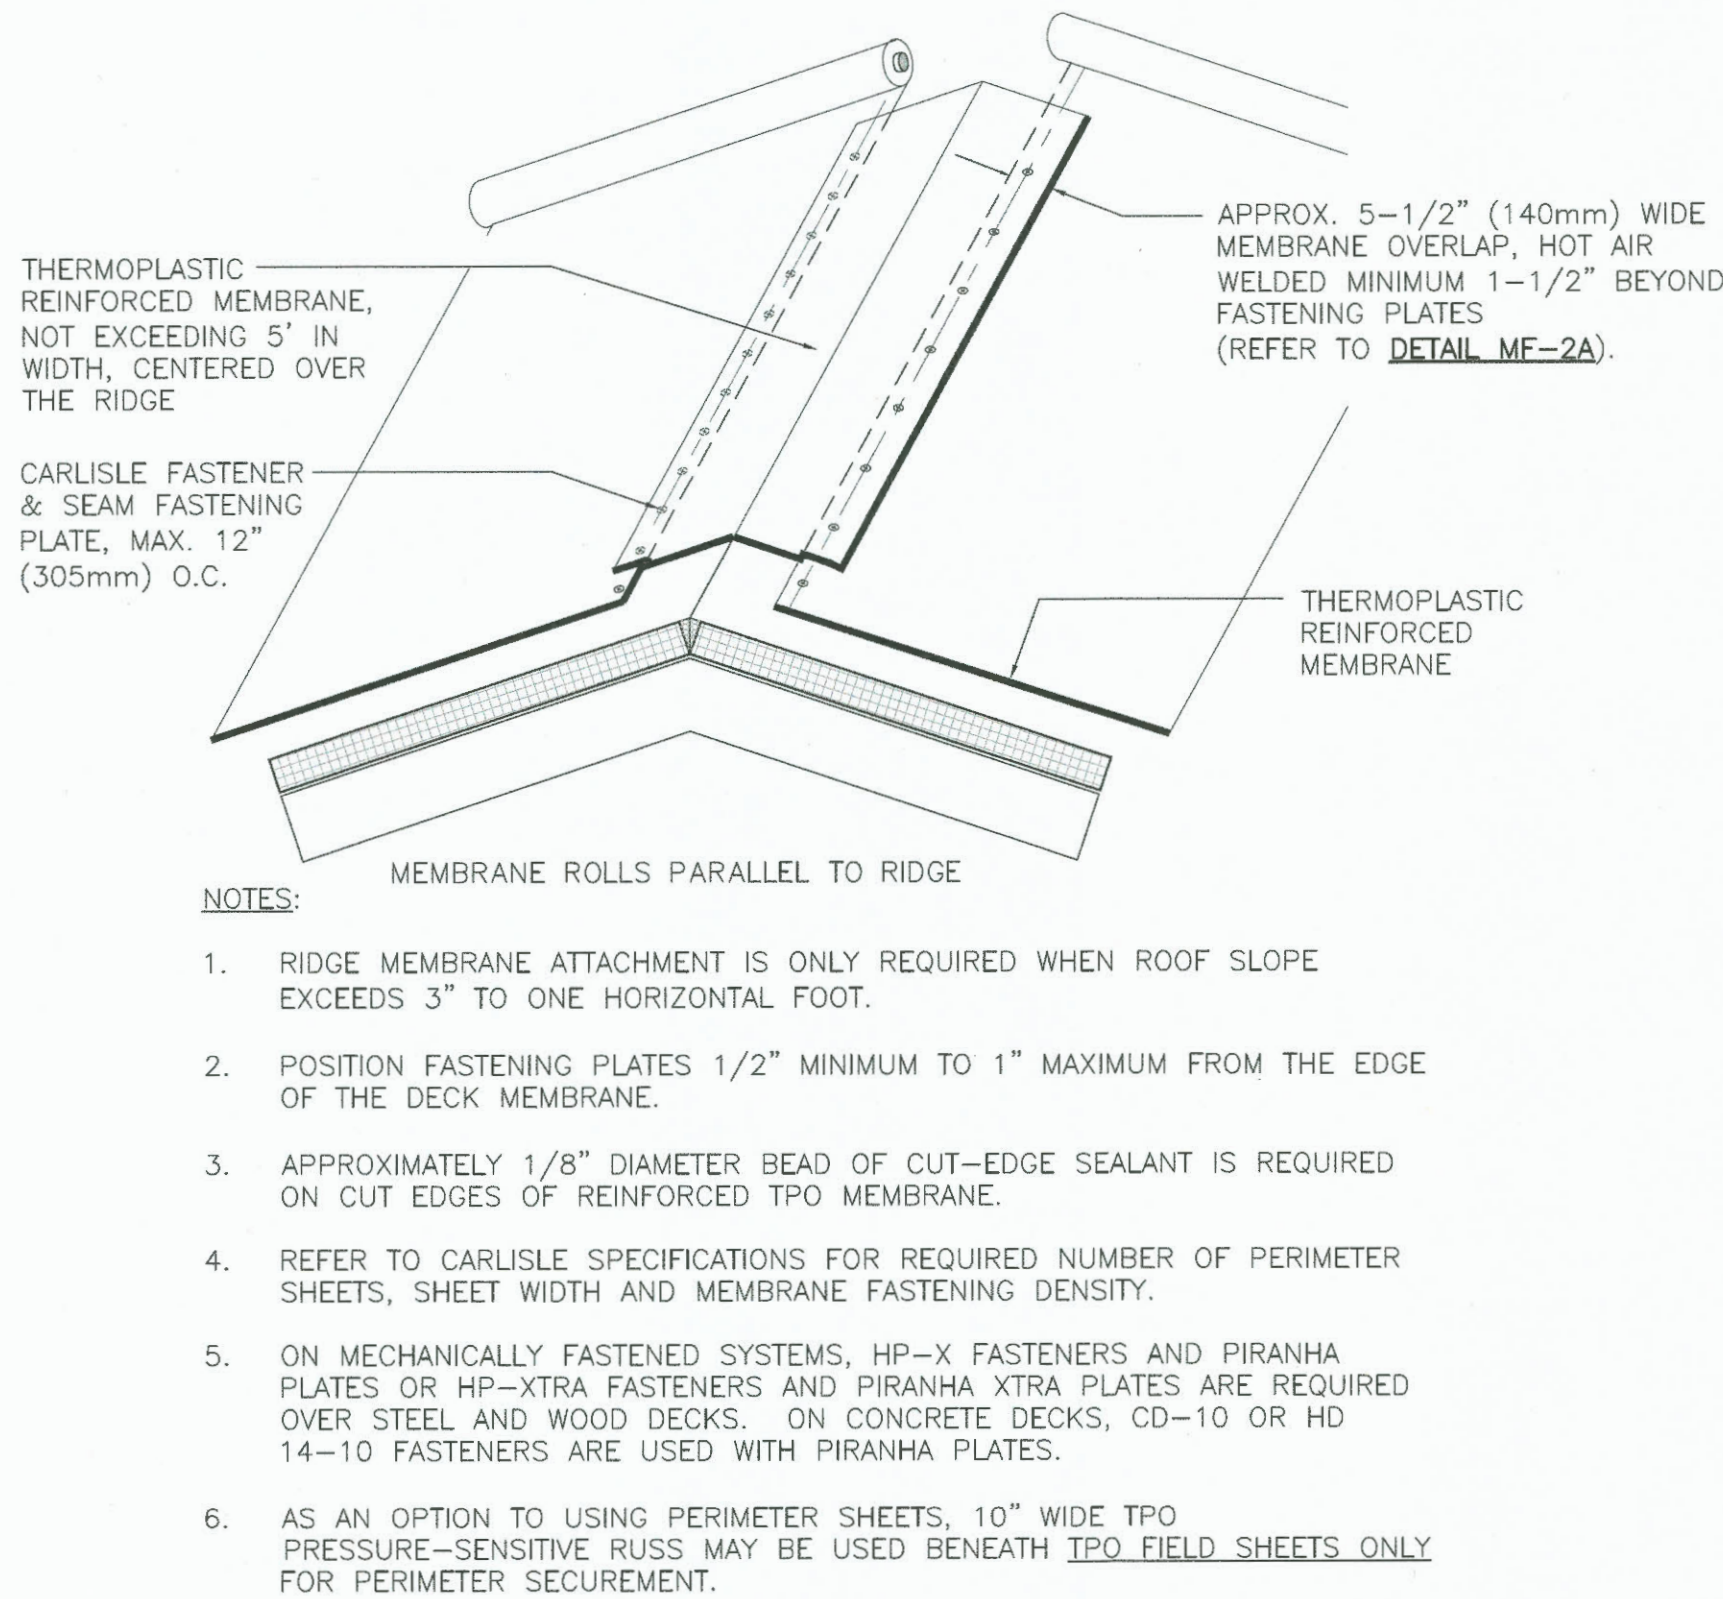 THERMOPLASTIC
REINFORCED MEMBRANE,
NOT EXCEEDING 5' IN
WIDTH, CENTERED OVER
THE RIDGE
CARLISLE FASTENER
& SEAM FASTENING
PLATE, MAX. 12"
(305mm) O.C.
APPROX. 5-1/2" (140mm) WIDE
MEMBRANE OVERLAP, HOT AIR
WELDED MINIMUM 1-1/2" BEYOND
FASTENING PLATES
(REFER TO DETAIL MF-2A).
THERMOPLASTIC
REINFORCED
MEMBRANE
MEMBRANE ROLLS PARALLEL TO RIDGE
NOTES:
1. RIDGE MEMBRANE ATTACHMENT IS ONLY REQUIRED WHEN ROOF SLOPE
EXCEEDS 3" TO ONE HORIZONTAL FOOT.
2. POSITION FASTENING PLATES 1/2" MINIMUM TO 1" MAXIMUM FROM THE EDGE
OF THE DECK MEMBRANE.
3. APPROXIMATELY 1/8" DIAMETER BEAD OF CUT-EDGE SEALANT IS REQUIRED
ON CUT EDGES OF REINFORCED TPO MEMBRANE.
4. REFER TO CARLISLE SPECIFICATIONS FOR REQUIRED NUMBER OF PERIMETER
SHEETS, SHEET WIDTH AND MEMBRANE FASTENING DENSITY.
5. ON MECHANICALLY FASTENED SYSTEMS, HP-X FASTENERS AND PIRANHA
PLATES OR HP-XTRA FASTENERS AND PIRANHA XTRA PLATES ARE REQUIRED
OVER STEEL AND WOOD DECKS. ON CONCRETE DECKS, CD-10 OR HD
14-10 FASTENERS ARE USED WITH PIRANHA PLATES.
6. AS AN OPTION TO USING PERIMETER SHEETS, 10" WIDE TPO
PRESSURE-SENSITIVE RUSS MAY BE USED BENEATH TPO FIELD SHEETS ONLY
FOR PERIMETER SECUREMENT.